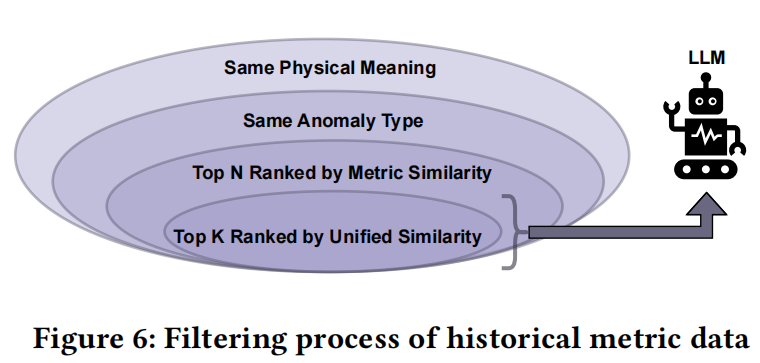 LLM
Same Physical Meaning
Same Anomaly Type
Top N Ranked by Metric Similarity
Top K Ranked by Unified Similarity
Figure 6: Filtering process of historical metric data